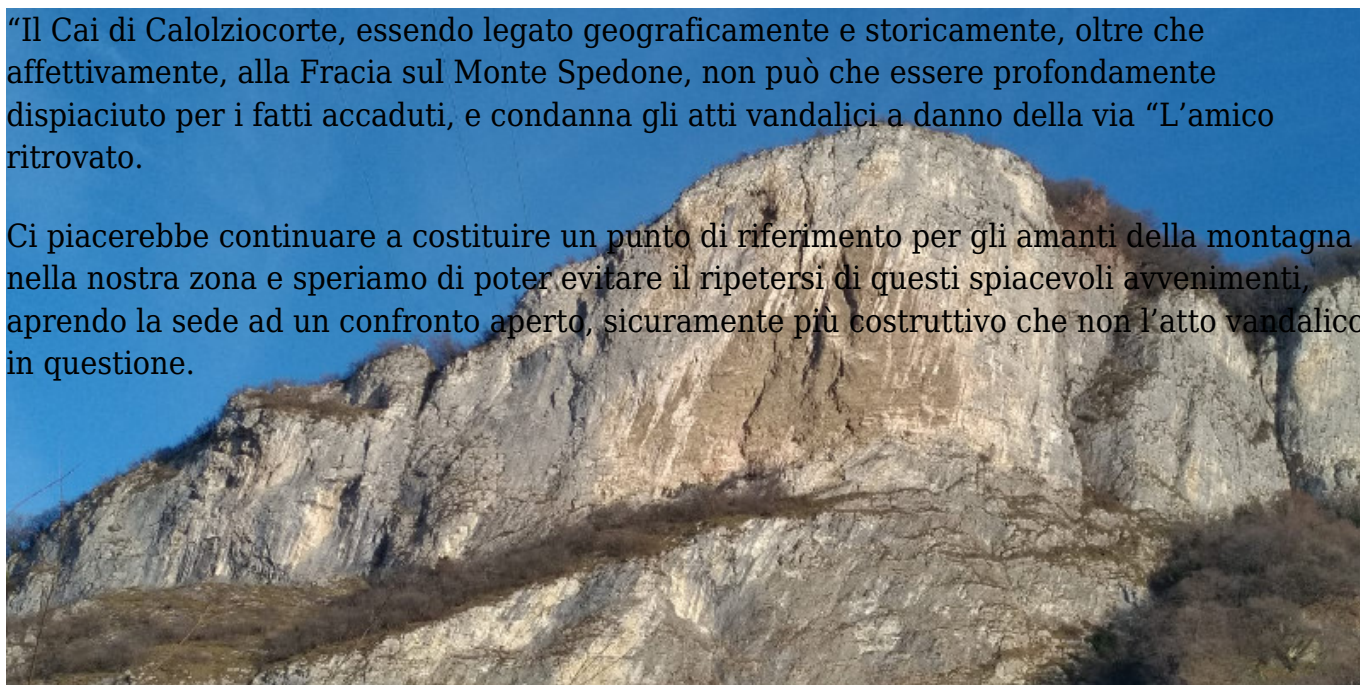 “Il Cai di Calolziocorte, essendo legato geograficamente e storicamente, oltre che
affettivamente, alla Fracia sul Monte Spedone, non può che essere profondamente
dispiaciuto per i fatti accaduti, e condanna gli atti vandalici a danno della via “L’amico
ritrovato.
Ci piacerebbe continuare a costituire un punto di riferimento per gli amanti della montagna
nella nostra zona e speriamo di poter evitare il ripetersi di questi spiacevoli avvenimenti,
aprendo la sede ad un confronto aperto, sicuramente più costruttivo che non l’atto vandalico
in questione.